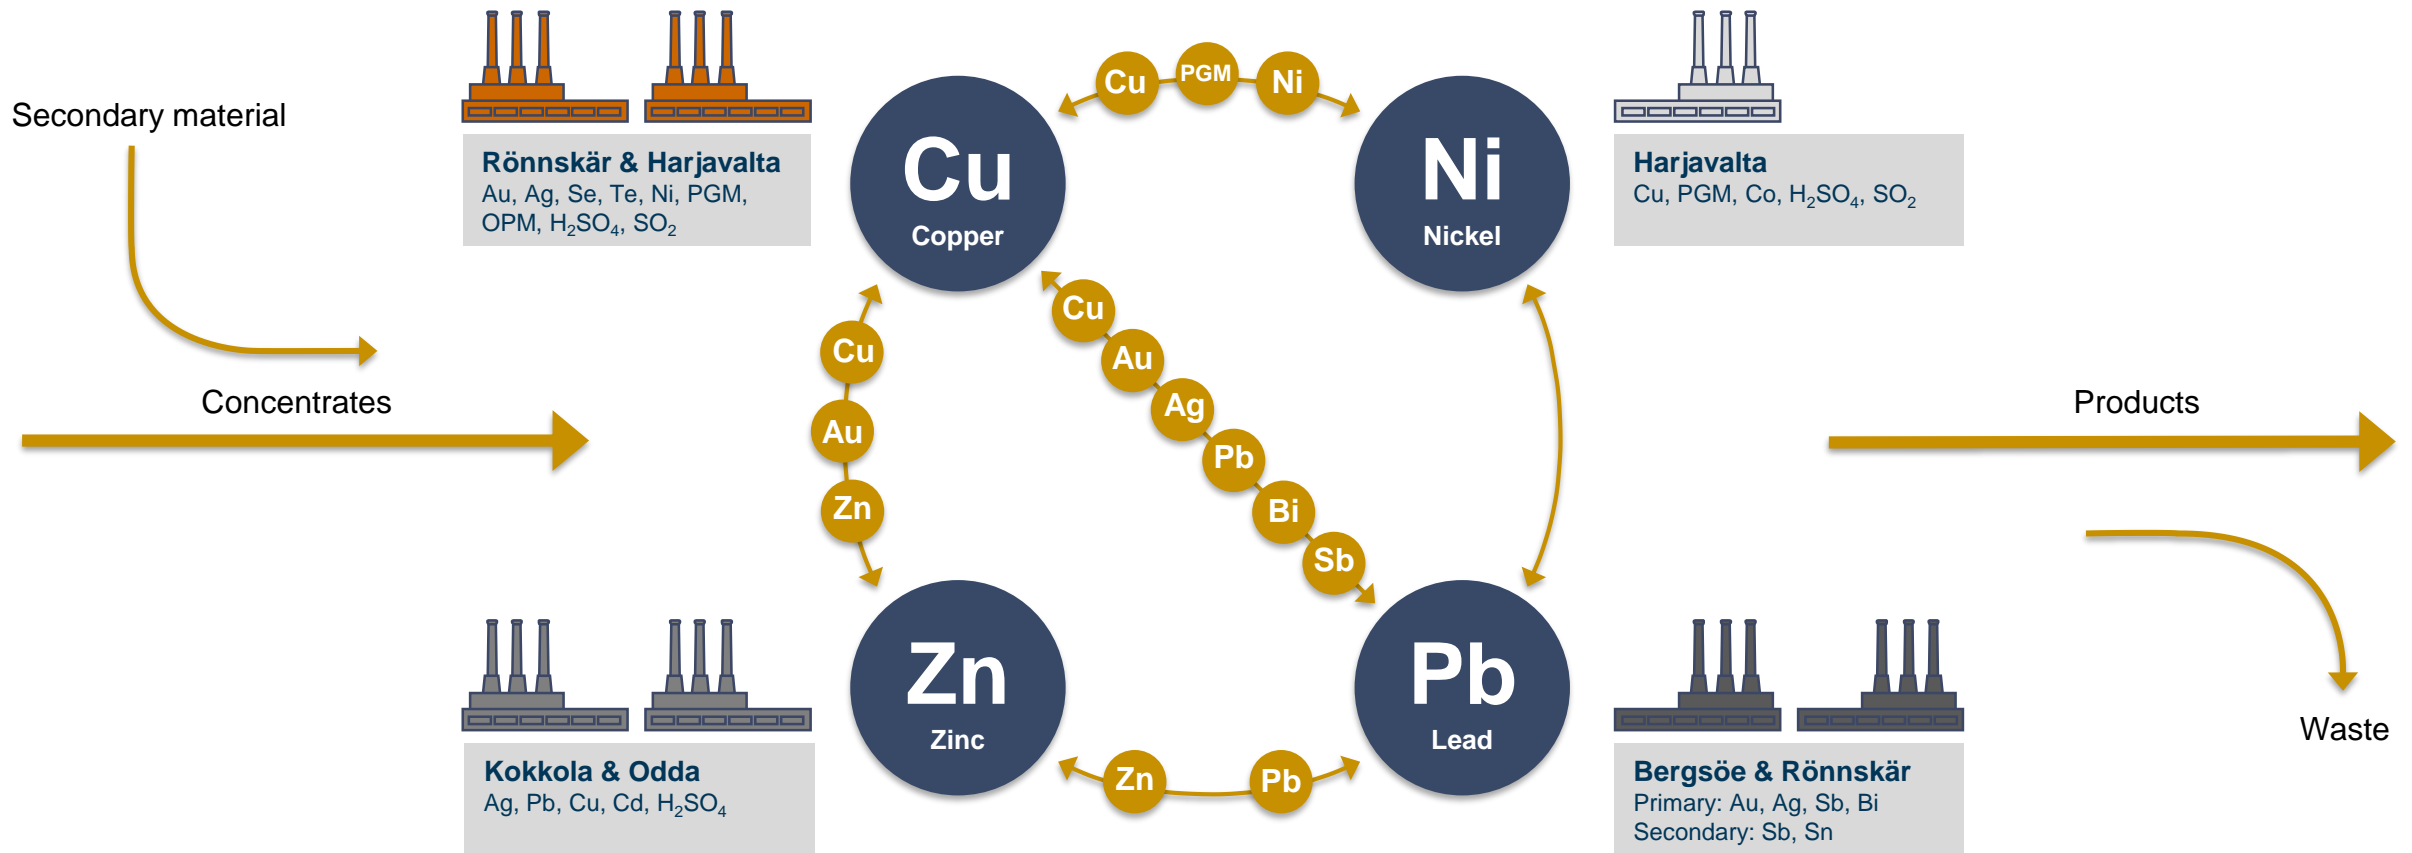 Secondary material
Concentrates
Rönnskär & Harjavalta
Au, Ag, Se, Te, Ni, PGM,
OPM, H₂SO₄, SO₂
Cu
Copper
Cu
PGM
Ni
Ni
Nickel
Harjavalta
Cu, PGM, Co, H₂SO₄, SO₂
Cu
Au
Zn
Cu
Au
Ag
Pb
Bi
Sb
Kokkola & Odda
Ag, Pb, Cu, Cd, H₂SO₄
Zn
Zinc
Zn
Pb
Pb
Lead
Bergsöe & Rönnskär
Primary: Au, Ag, Sb, Bi
Secondary: Sb, Sn
Products
Waste